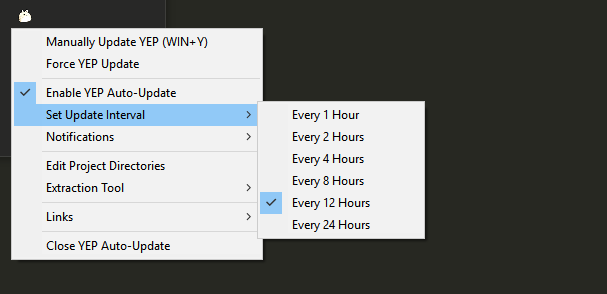 Manually Update YEP (WIN+Y)
Force YEP Update
Enable YEP Auto-Update
Set Update Interval
Notifications
Edit Project Directories
Extraction Tool
Links
Close YEP Auto-Update
Every 1 Hour
Every 2 Hours
Every 4 Hours
Every 8 Hours
Every 12 Hours
Every 24 Hours